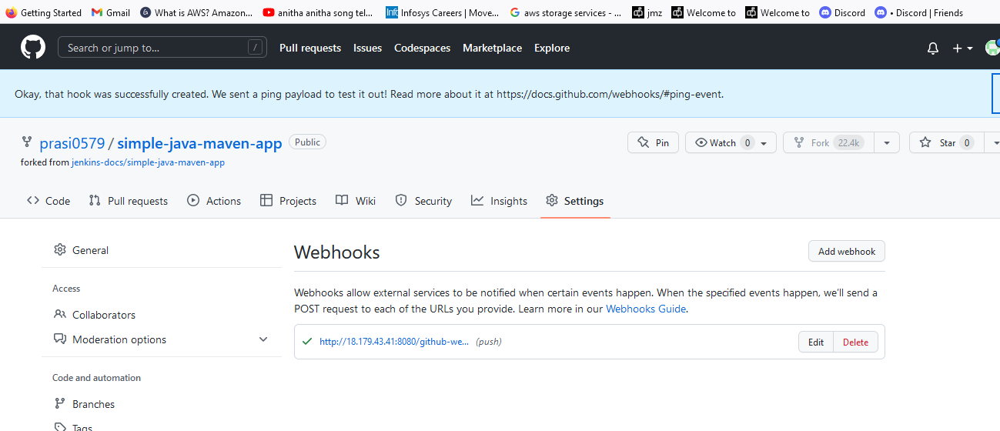 Getting Started Gmail What is AWS? Amazon... anitha anitha song tel... Infosys Careers | Move... aws storage services - ... jmz Welcome to Welcome to Discord • Discord | Friends
Search or jump to... / Pull requests Issues Codespaces Marketplace Explore
Okay, that hook was successfully created. We sent a ping payload to test it out! Read more about it at https://docs.github.com/webhooks/#ping-event.
prasi0579 / simple-java-maven-app Public Pin Watch 0 Fork 22.4k Star 0
forked from jenkins-docs/simple-java-maven-app
Code Pull requests Actions Projects Wiki Security Insights Settings
General
Access
Collaborators
Moderation options
Code and automation
Branches
Tags
Webhooks Add webhook
Webhooks allow external services to be notified when certain events happen. When the specified events happen, we'll send a
POST request to each of the URLs you provide. Learn more in our Webhooks Guide.
http://18.179.43.41:8080/github-we... (push) Edit Delete